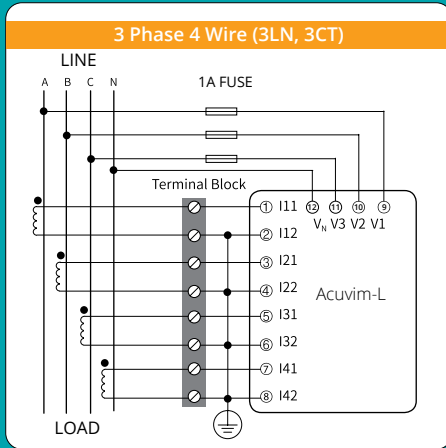 3 Phase 4 Wire (3LN, 3CT)
LINE
A B C N
1A FUSE
Terminal Block
① I11
⑫ ⑪ ⑩ ⑨
② I12
VN V3 V2 V1
③ I21
④ I22
Acuvim-L
⑤ I31
⑥ I32
⑦ I41
⑧ I42
LOAD